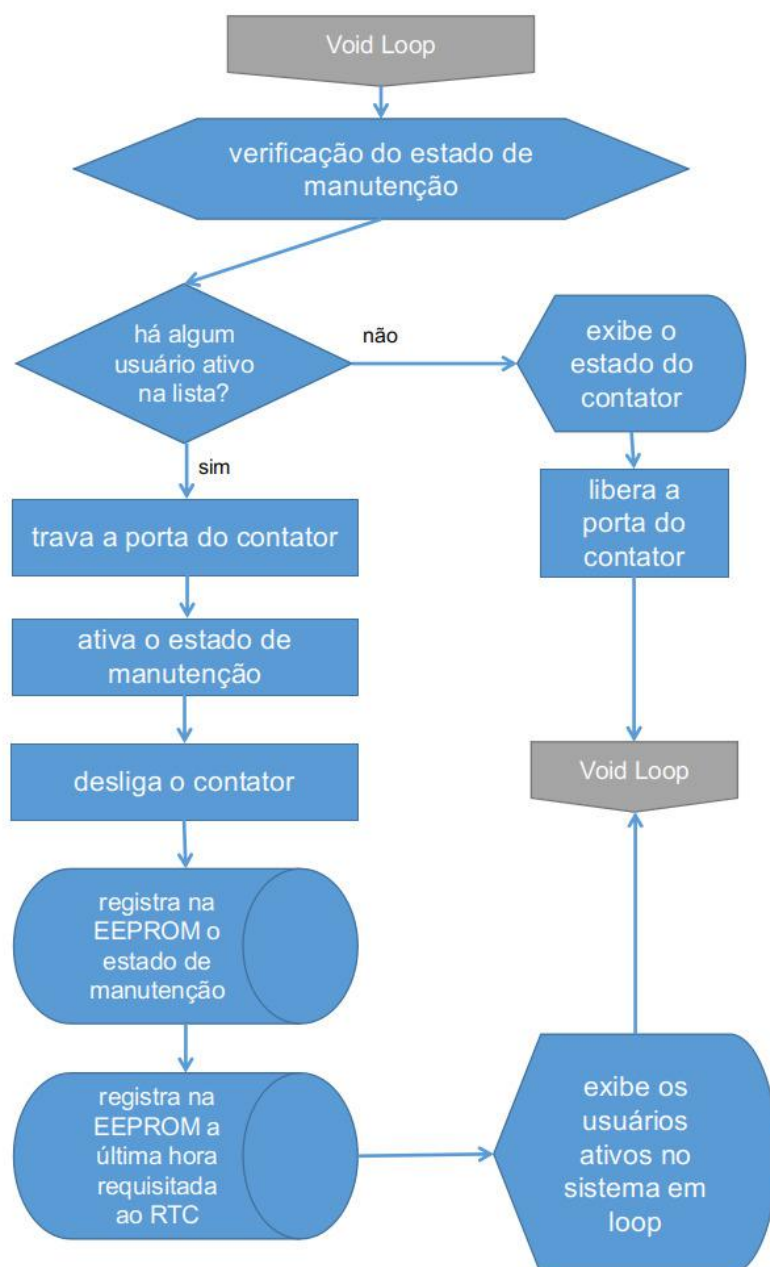 Void Loop
verificação do estado de
manutenção
há algum
usuário ativo
na lista?
não
exibe o
estado do
contator
sim
trava a porta do contator
libera a
porta do
contator
ativa o estado de
manutenção
desliga o contator
Void Loop
registra na
EEPROM o
estado de
manutenção
registra na
EEPROM a
última hora
requisitada
ao RTC
exibe os
usuários
ativos no
sistema em
loop